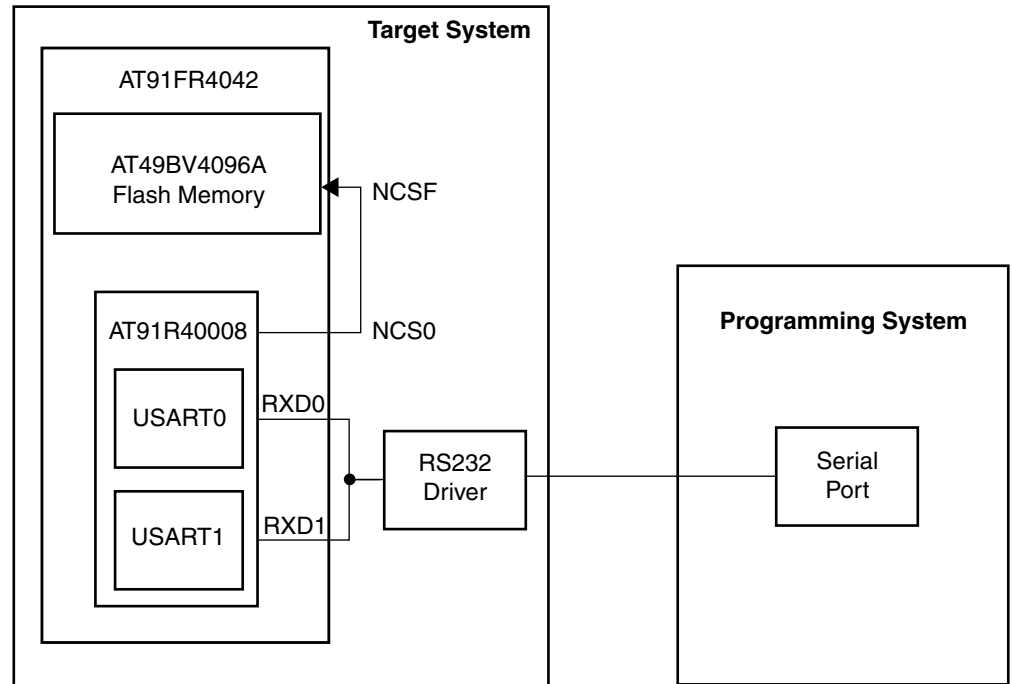 Target System
AT91FR4042
AT49BV4096A
Flash Memory
NCSF
AT91R40008
NCS0
USART0
RXD0
USART1
RXD1
RS232
Driver
Programming System
Serial
Port